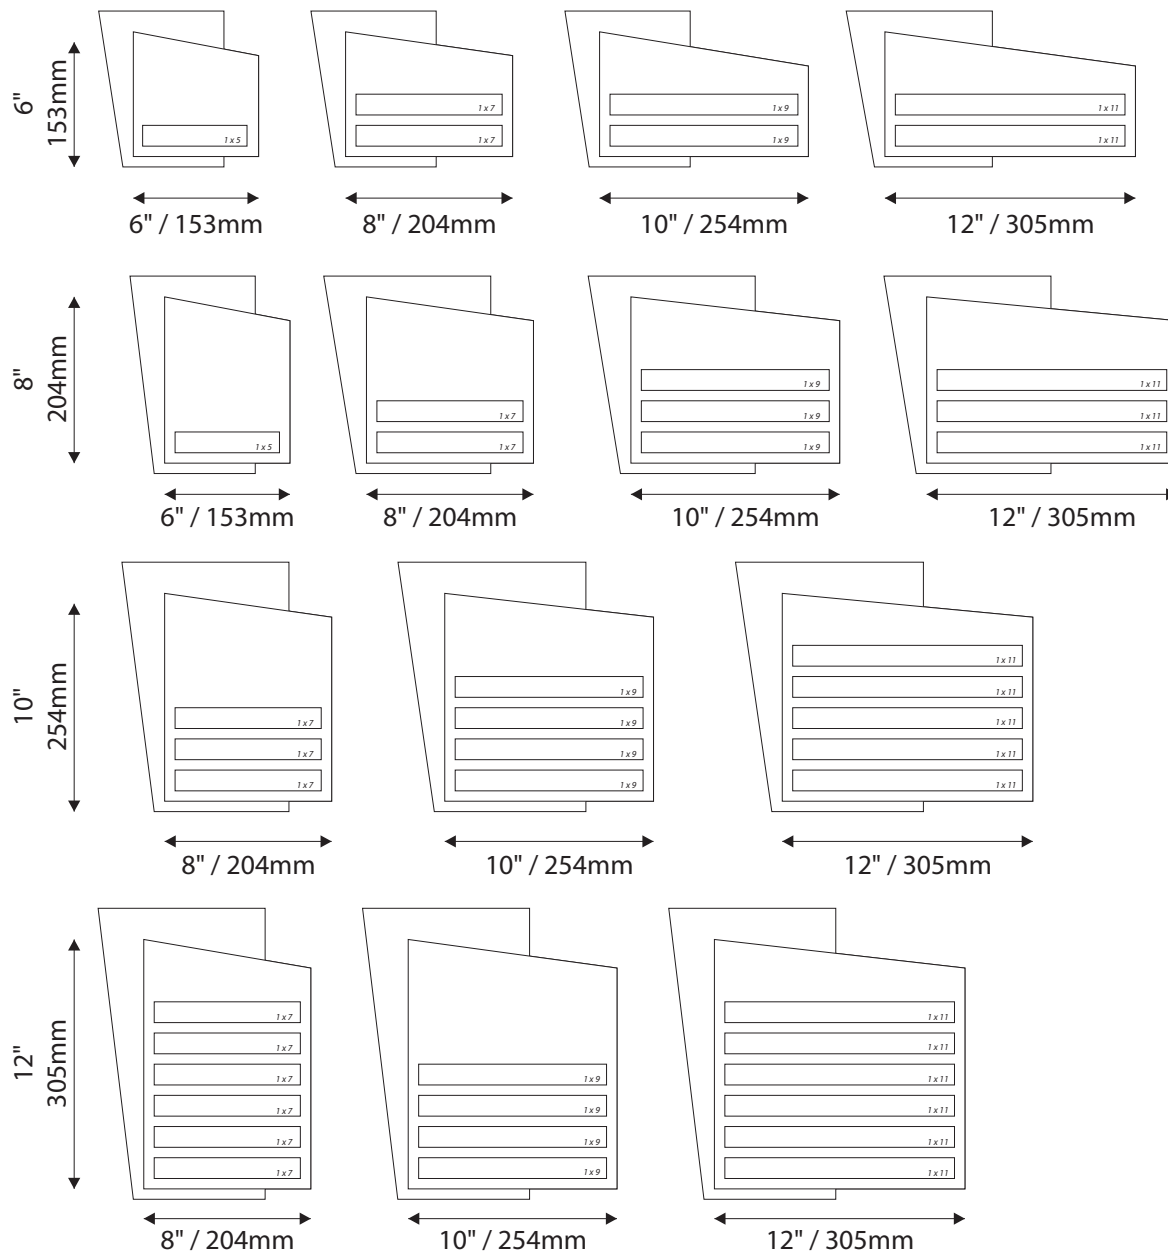 6"
153mm
1 x 5
1 x 7
1 x 7
1 x 9
1 x 9
1 x 11
1 x 11
6" / 153mm
8" / 204mm
10" / 254mm
12" / 305mm
8"
204mm
1 x 5
1 x 7
1 x 7
1 x 9
1 x 9
1 x 9
1 x 11
1 x 11
1 x 11
6" / 153mm
8" / 204mm
10" / 254mm
12" / 305mm
10"
254mm
1 x 7
1 x 7
1 x 7
1 x 9
1 x 9
1 x 9
1 x 9
1 x 11
1 x 11
1 x 11
1 x 11
1 x 11
8" / 204mm
10" / 254mm
12" / 305mm
12"
305mm
1 x 7
1 x 7
1 x 7
1 x 7
1 x 7
1 x 7
1 x 9
1 x 9
1 x 9
1 x 9
1 x 11
1 x 11
1 x 11
1 x 11
1 x 11
1 x 11
8" / 204mm
10" / 254mm
12" / 305mm